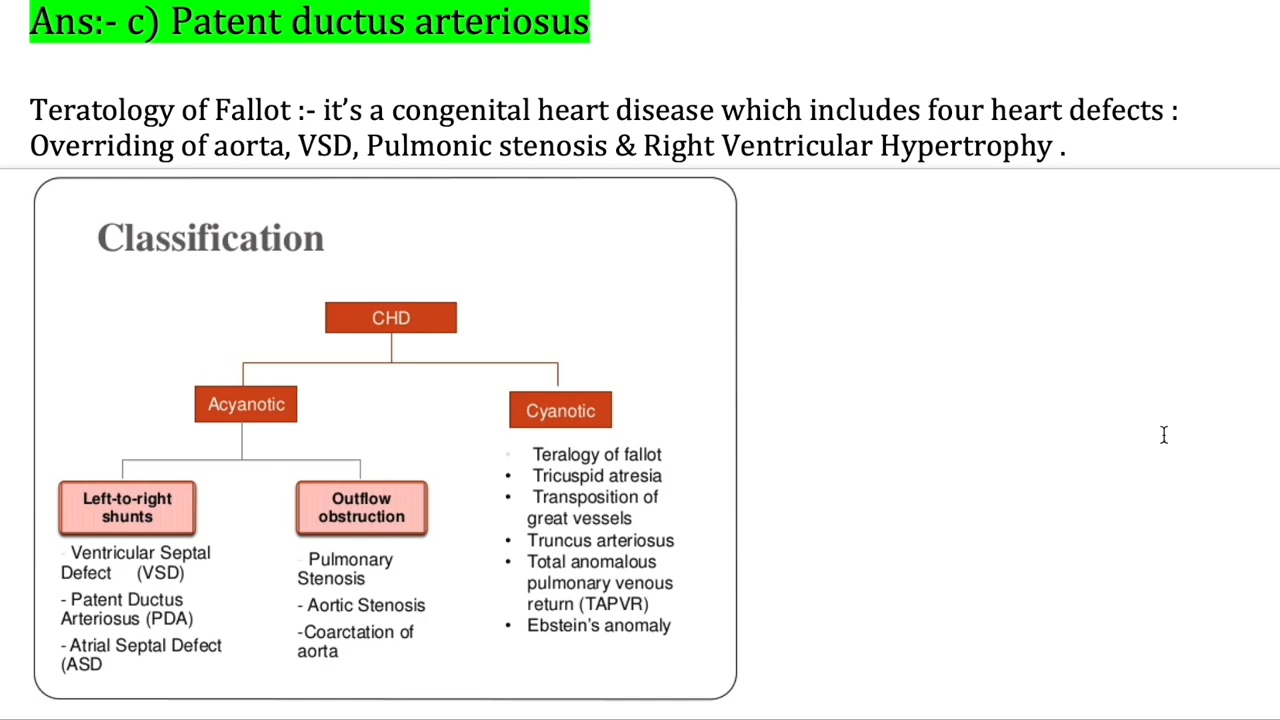 Ans:- c) Patent ductus arteriosus
Teratology of Fallot :- it’s a congenital heart disease which includes four heart defects :
Overriding of aorta, VSD, Pulmonic stenosis & Right Ventricular Hypertrophy .
Classification
CHD
Acyanotic
Cyanotic
Left-to-right
shunts
Ventricular Septal
Defect (VSD)
- Patent Ductus
Arteriosus (PDA)
- Atrial Septal Defect
(ASD
Outflow
obstruction
- Pulmonary
Stenosis
- Aortic Stenosis
-Coarctation of
aorta
• Teralogy of fallot
• Tricuspid atresia
• Transposition of
great vessels
• Truncus arteriosus
• Total anomalous
pulmonary venous
return (TAPVR)
• Ebstein’s anomaly